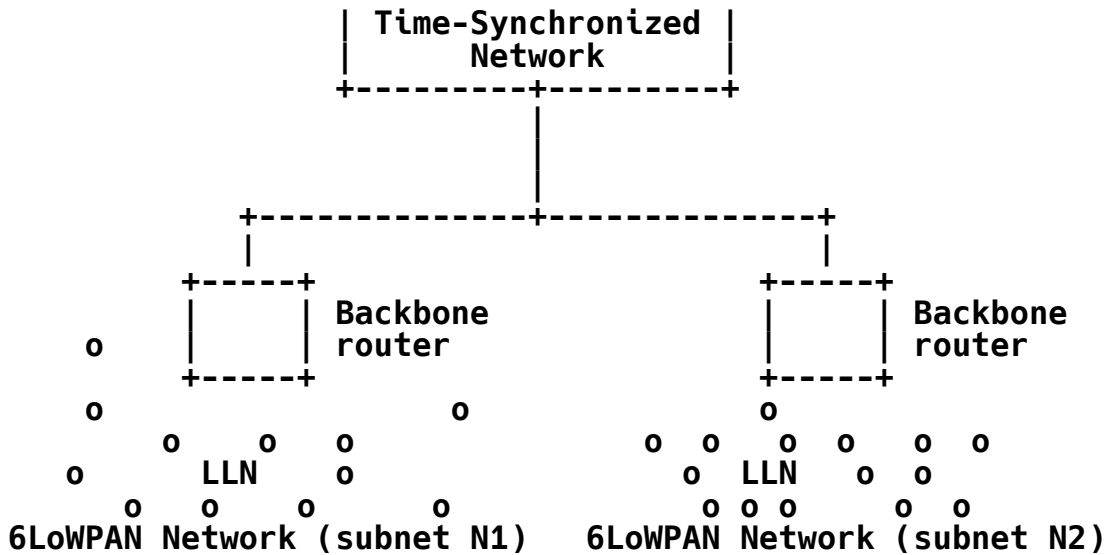 Time-Synchronized
Network
Backbone Backbone
o router router
o o o
o o o o o o o o o
o LLN o o LLN o o
o o o o o o o o o
6LoWPAN Network (subnet N1) 6LoWPAN Network (subnet N2)